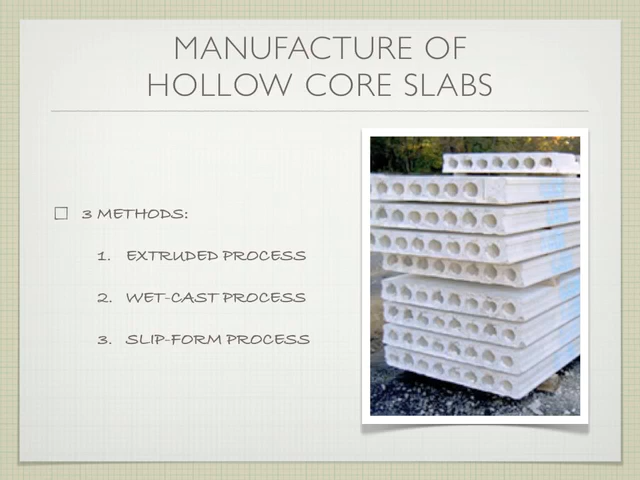 MANUFACTURE OF
HOLLOW CORE SLABS
3 METHODS:
1. EXTRUDED PROCESS
2. WET-CAST PROCESS
3. SLIP-FORM PROCESS